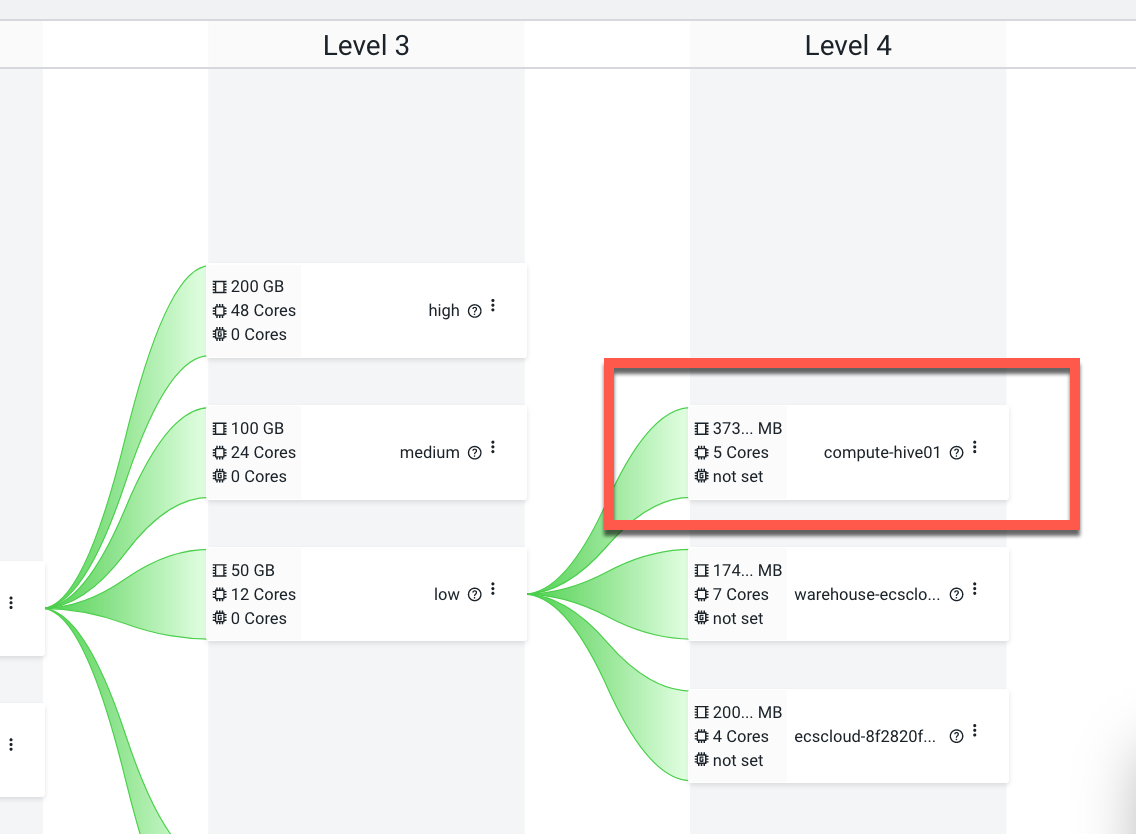 Level 3
Level 4
200 GB
48 Cores
0 Cores
high
100 GB
24 Cores
0 Cores
medium
50 GB
12 Cores
0 Cores
low
373... MB
5 Cores
not set
compute-hive01
174... MB
7 Cores
not set
warehouse-ecsclo...
200... MB
4 Cores
not set
ecscloud-8f2820f...